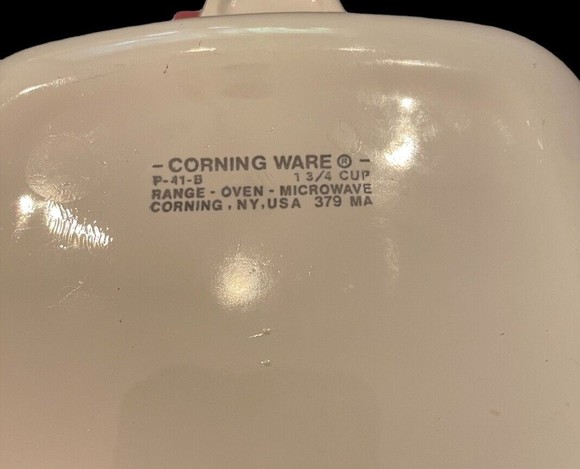 - CORNING WARE ® -
P-41-B 1 3/4 CUP
RANGE - OVEN - MICROWAVE
CORNING, NY, USA 379 MA